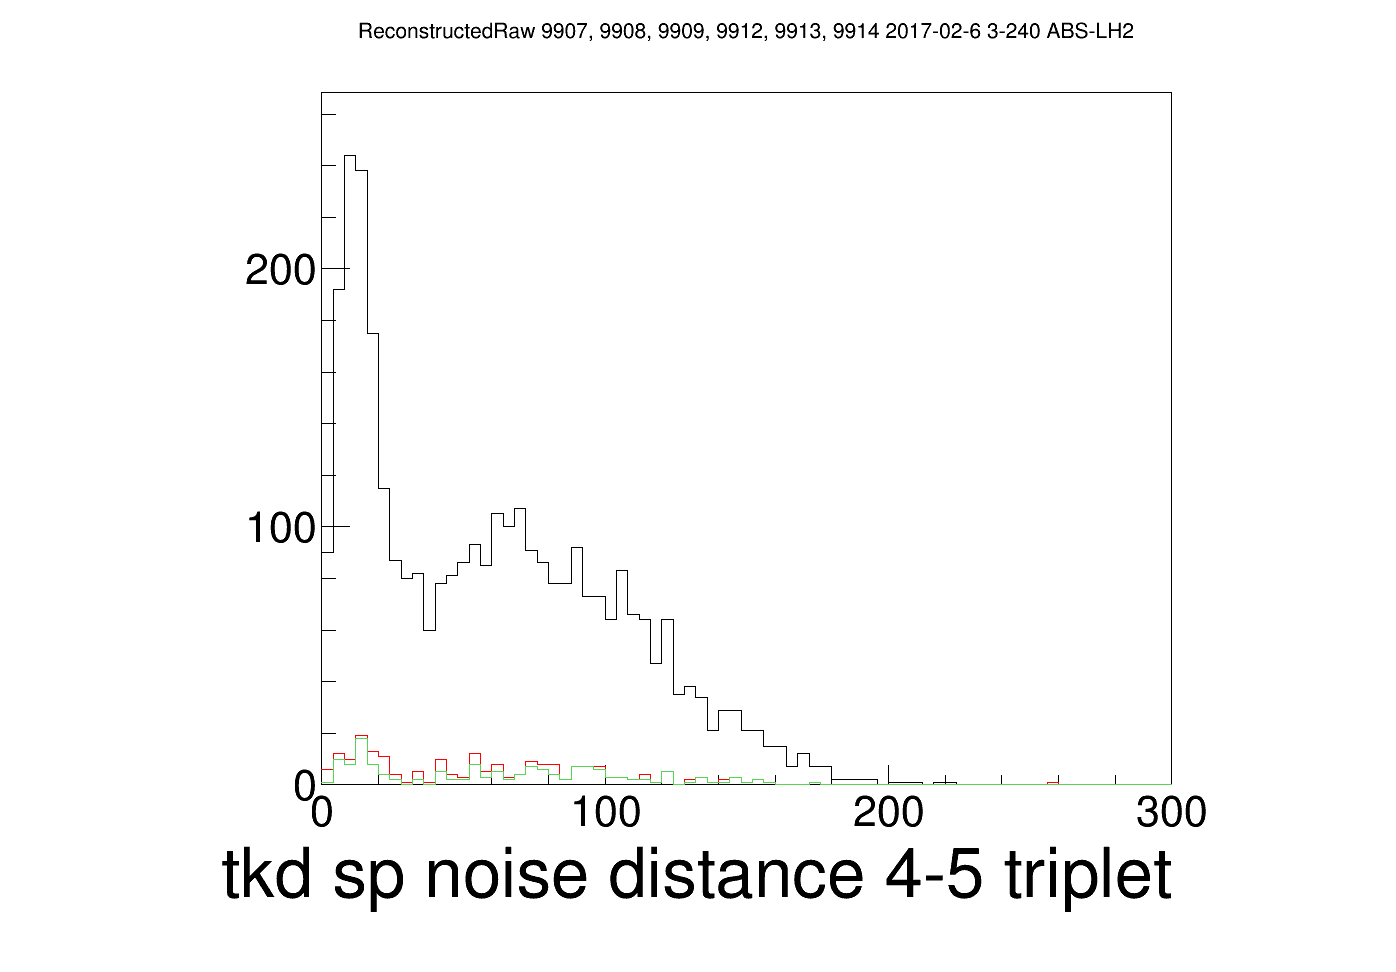 ReconstructedRaw 9907, 9908, 9909, 9912, 9913, 9914 2017-02-6 3-240 ABS-LH2
200
100
0
0 100 200 300
tkd sp noise distance 4-5 triplet